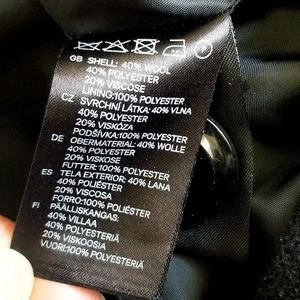 GB SHELL: 40% WOOL
40% POLYESTER
20% VISCOSE
LINING:100% POLYESTER
CZ SVRCHNÍ LÁTKA: 40% VLNA
40% POLYESTER
20% VISKÓZA
PODŠÍVKA:100% POLYESTER
DE OBERMATERIAL: 40% WOLLE
40% POLYESTER
20% VISKOSE
FUTTER: 100% POLYESTER
ES TELA EXTERIOR: 40% LANA
40% POLIÉSTER
20% VISCOSA
FORRO:100% POLIÉSTER
FI PÄÄLLISKANGAS:
40% VILLAA
40% POLYESTERIÄ
20% VISKOOSIA
VUORI:100% POLYESTERIÄ